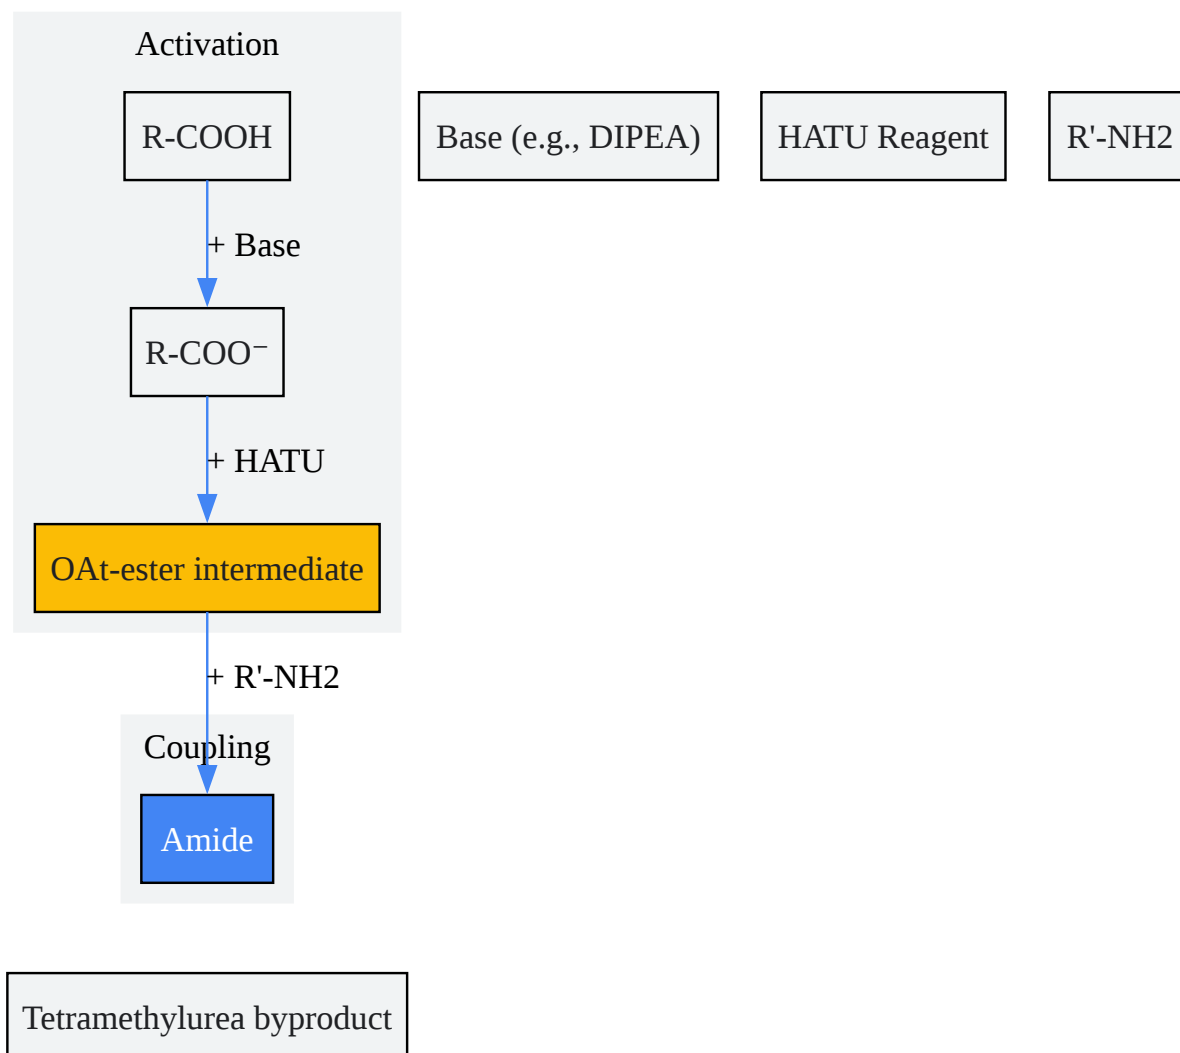 Activation
R-COOH
Base (e.g., DIPEA)
HATU Reagent
R'-NH2
+ Base
R-COO⁻
+ HATU
OAt-ester intermediate
+ R'-NH2
Coupling
Amide
Tetramethylurea byproduct